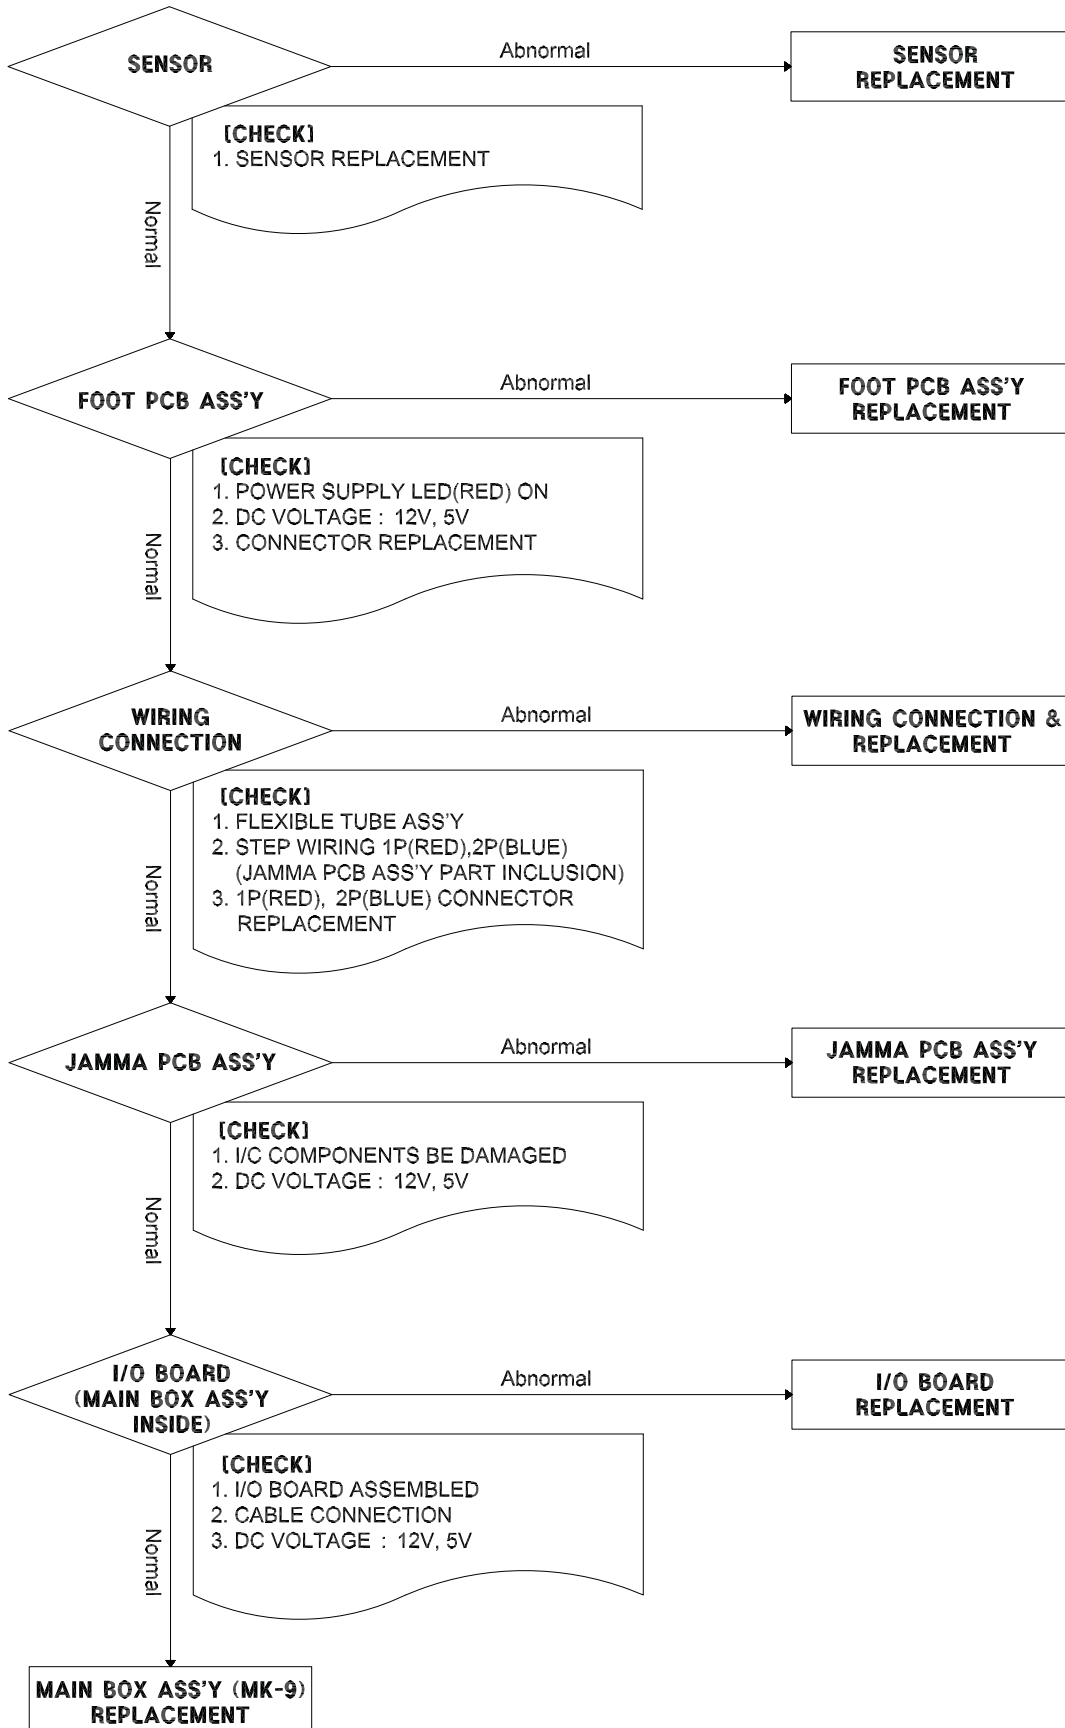 SENSOR
Abnormal
SENSOR
REPLACEMENT
[CHECK]
1. SENSOR REPLACEMENT
Normal
FOOT PCB ASS'Y
Abnormal
FOOT PCB ASS'Y
REPLACEMENT
[CHECK]
1. POWER SUPPLY LED(RED) ON
2. DC VOLTAGE : 12V, 5V
3. CONNECTOR REPLACEMENT
Normal
WIRING
CONNECTION
Abnormal
WIRING CONNECTION &
REPLACEMENT
[CHECK]
1. FLEXIBLE TUBE ASS'Y
2. STEP WIRING 1P(RED),2P(BLUE)
(JAMMA PCB ASS'Y PART INCLUSION)
3. 1P(RED), 2P(BLUE) CONNECTOR
REPLACEMENT
Normal
JAMMA PCB ASS'Y
Abnormal
JAMMA PCB ASS'Y
REPLACEMENT
[CHECK]
1. I/C COMPONENTS BE DAMAGED
2. DC VOLTAGE : 12V, 5V
Normal
I/O BOARD
(MAIN BOX ASS'Y
INSIDE)
Abnormal
I/O BOARD
REPLACEMENT
[CHECK]
1. I/O BOARD ASSEMBLED
2. CABLE CONNECTION
3. DC VOLTAGE : 12V, 5V
Normal
MAIN BOX ASS'Y (MK-9)
REPLACEMENT